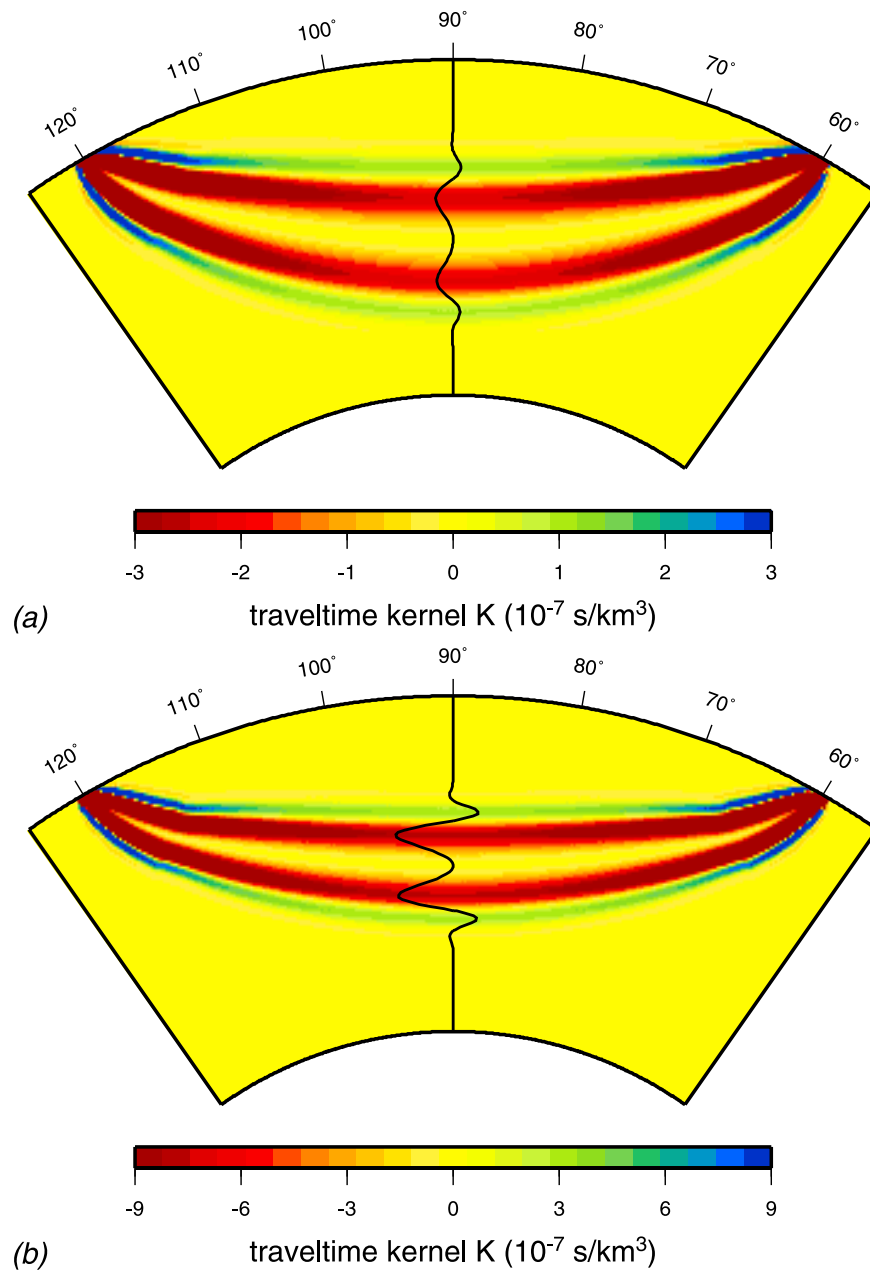 120° 110° 100° 90° 80° 70° 60°
-3 -2 -1 0 1 2 3
(a) traveltime kernel K (10⁻⁷ s/km³)
120° 110° 100° 90° 80° 70° 60°
-9 -6 -3 0 3 6 9
(b) traveltime kernel K (10⁻⁷ s/km³)